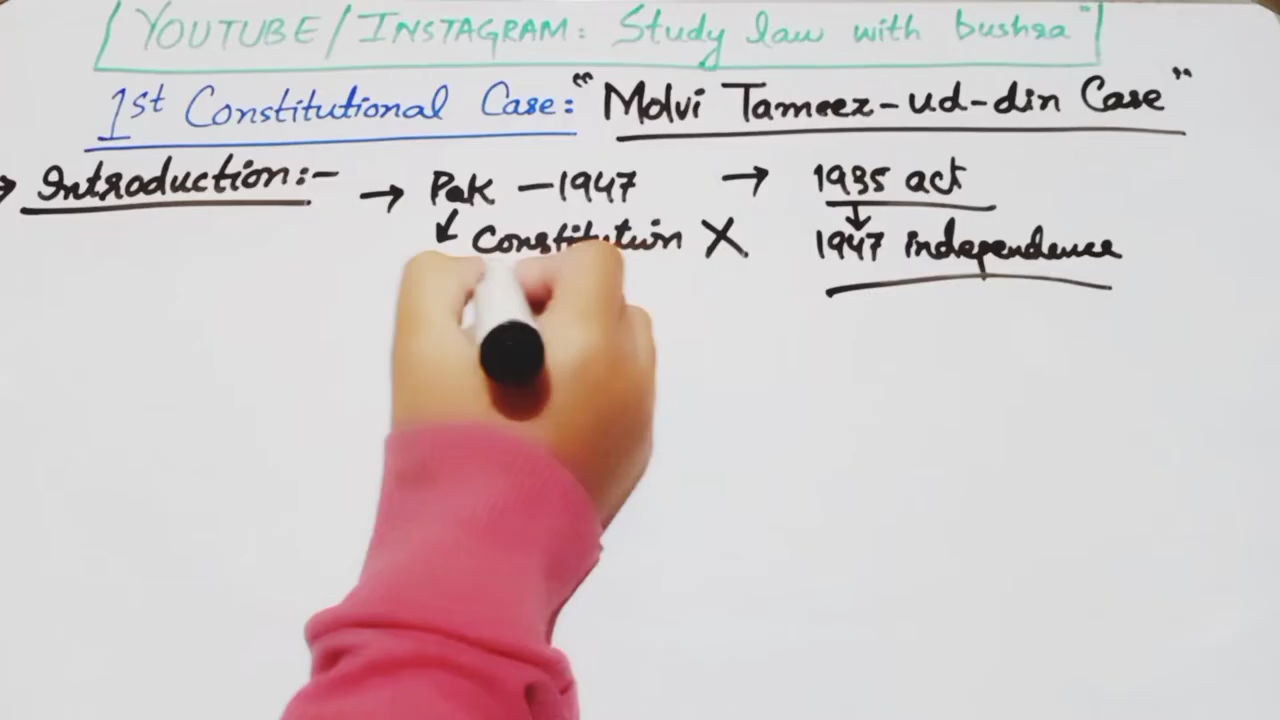 YOUTUBE/INSTAGRAM: Study law with bushra"
1st Constitutional Case: "Molvi Tameez-ud-din Case"
Introduction:- → Pak - 1947 → 1935 act
Constitution X 1947 independence